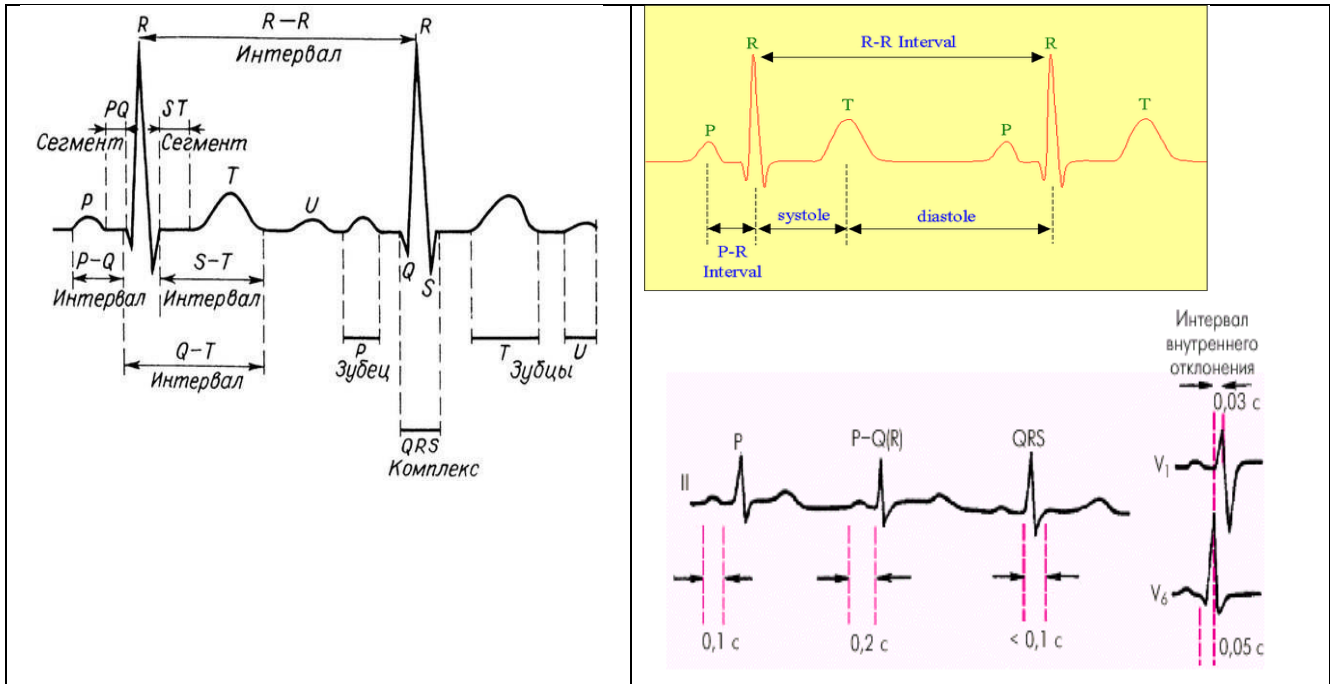 R
R–R
R
Интервал
PQ
ST
Сегмент
Сегмент
T
P
U
P–Q
S–T
Q
S
Интервал
Интервал
Q–T
P
T
U
Интервал
Зубец
Зубцы
QRS
Комплекс
R-R Interval
R
R
T
T
P
P
systole
diastole
P-R
Interval
Интервал
внутреннего
отклонения
0,03 с
P
P–Q(R)
QRS
V1
II
V6
0,1 с
0,2 с
< 0,1 с
0,05 с